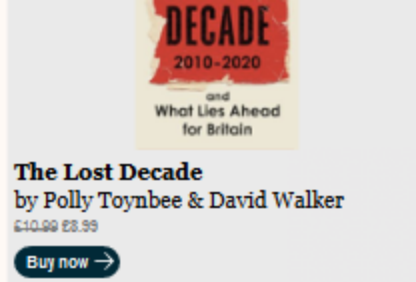 DECADE
2010-2020
and
What Lies Ahead
for Britain
The Lost Decade
by Polly Toynbee & David Walker
£10.99 £8.99
Buy now →